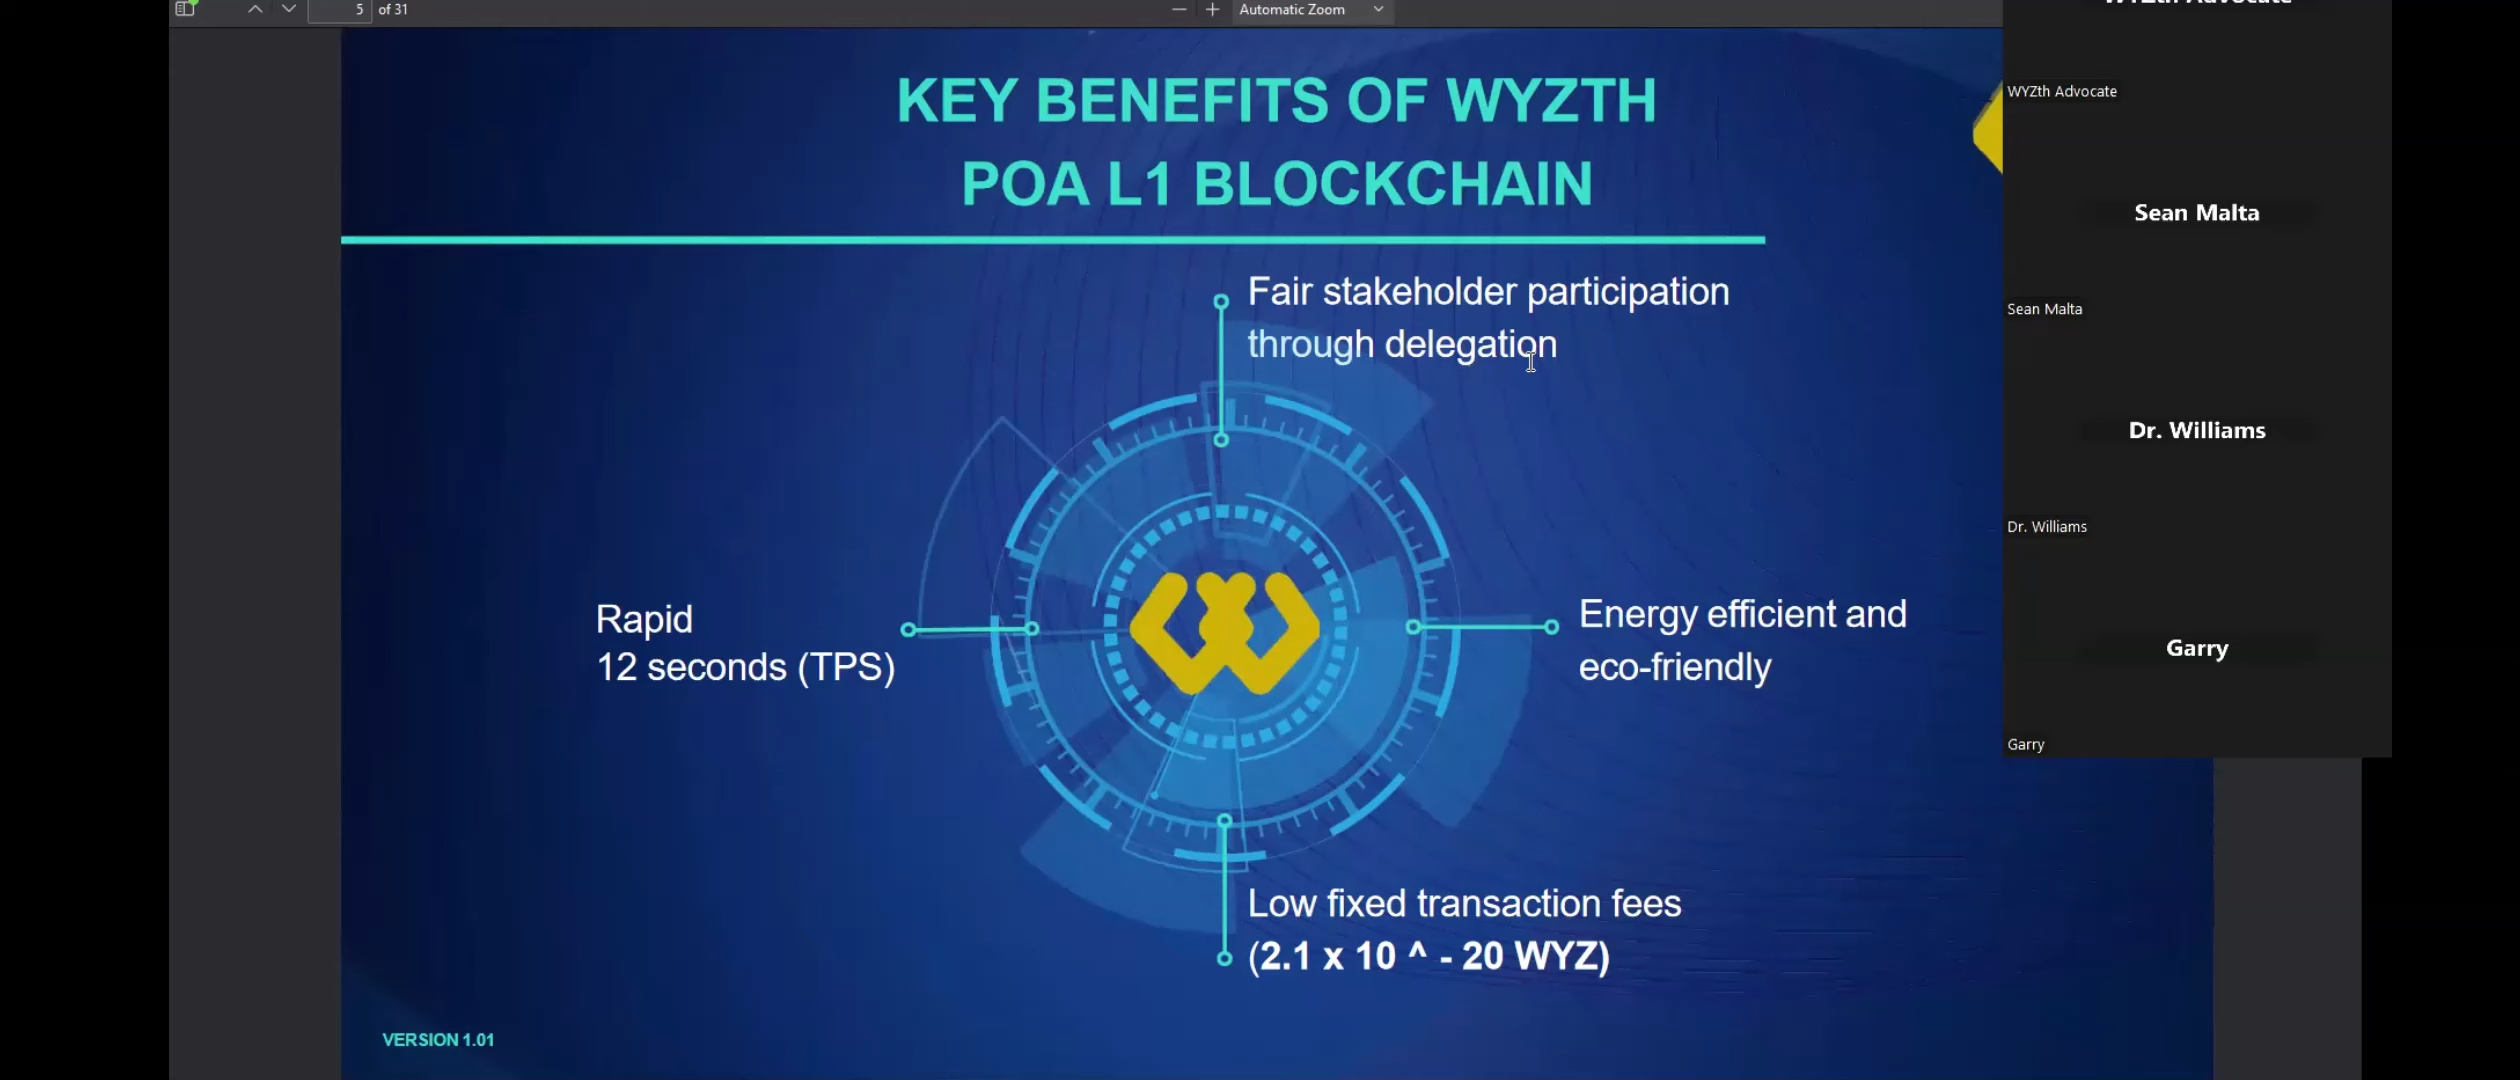 5 of 31
Automatic Zoom
KEY BENEFITS OF WYZTH
POA L1 BLOCKCHAIN
Fair stakeholder participation
through delegation
Rapid
12 seconds (TPS)
Energy efficient and
eco-friendly
Low fixed transaction fees
(2.1 x 10 ^ - 20 WYZ)
VERSION 1.01
WYZth Advocate
WYZth Advocate
Sean Malta
Sean Malta
Dr. Williams
Dr. Williams
Garry
Garry